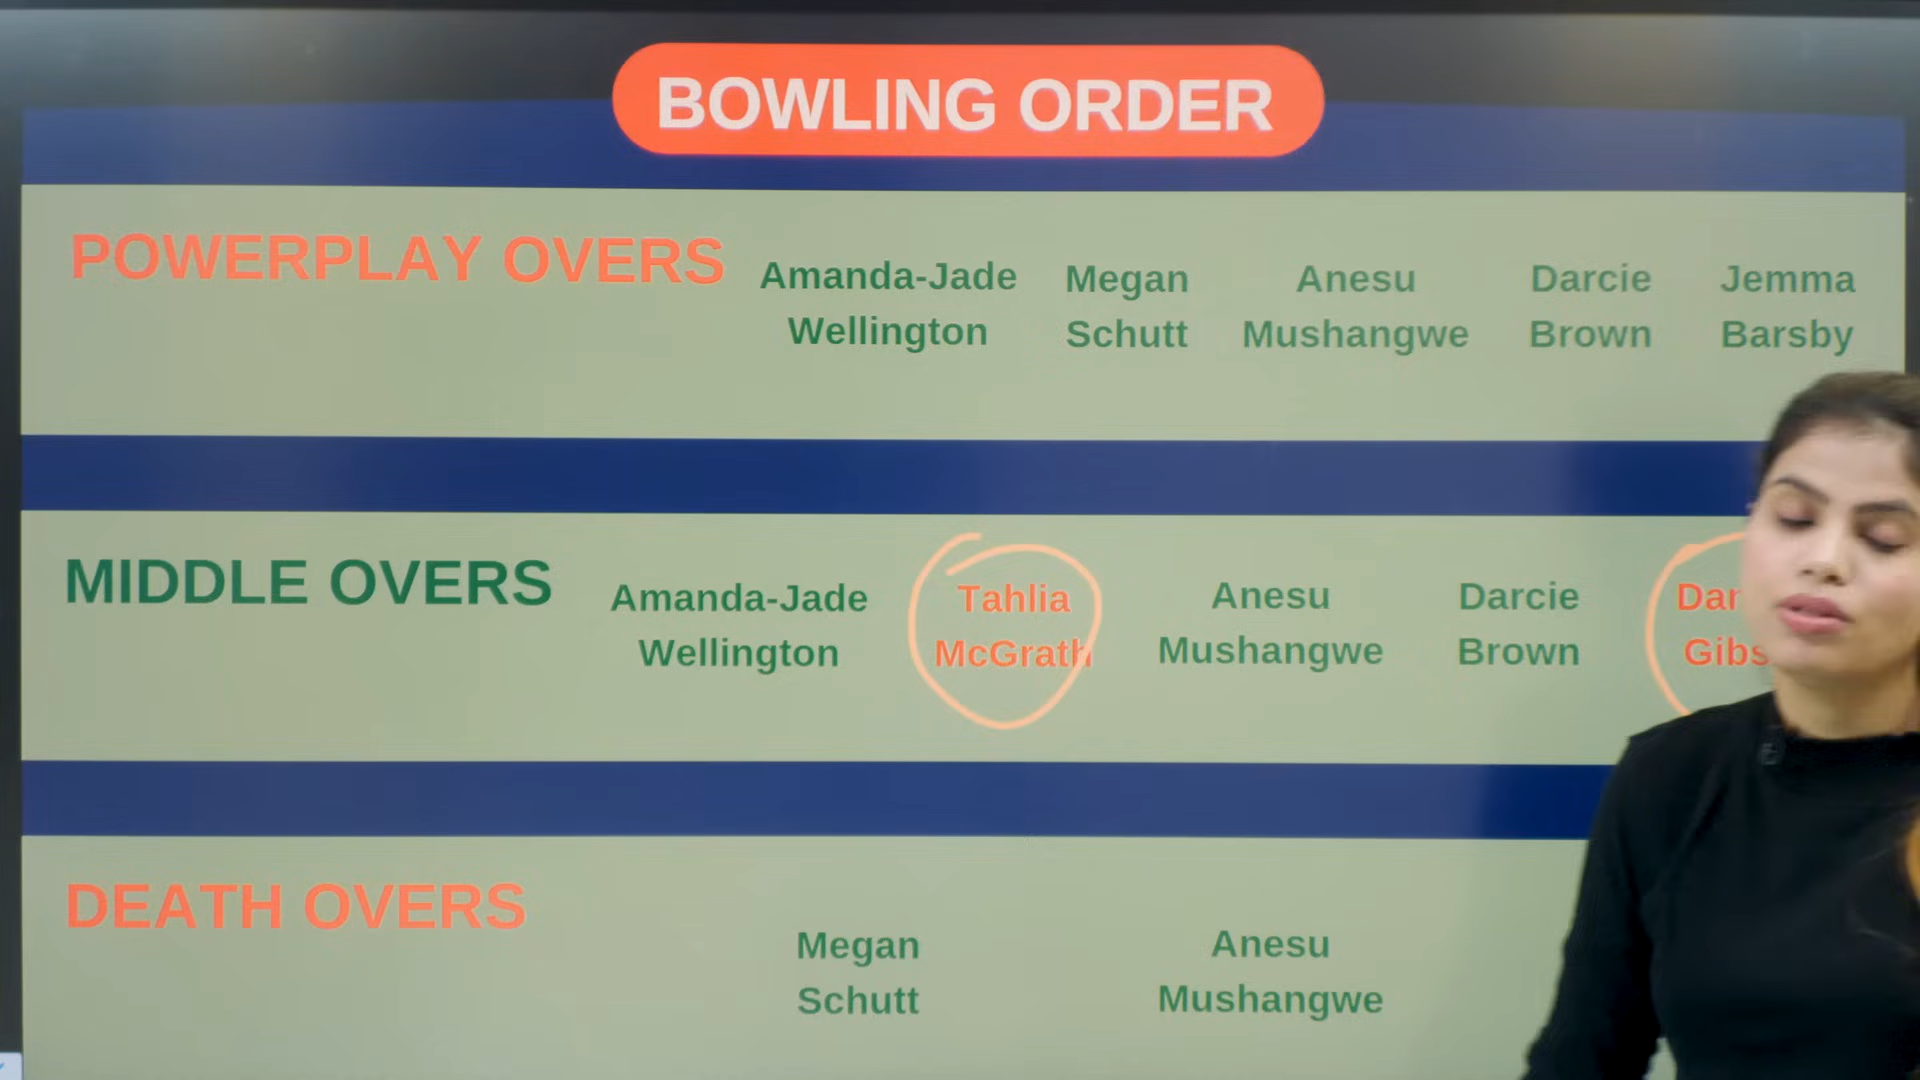 BOWLING ORDER
POWERPLAY OVERS
Amanda-Jade Megan Anesu Darcie Jemma
Wellington Schutt Mushangwe Brown Barsby
MIDDLE OVERS
Amanda-Jade Tahlia Anesu Darcie
Wellington McGrath Mushangwe Brown
DEATH OVERS
Megan Anesu
Schutt Mushangwe